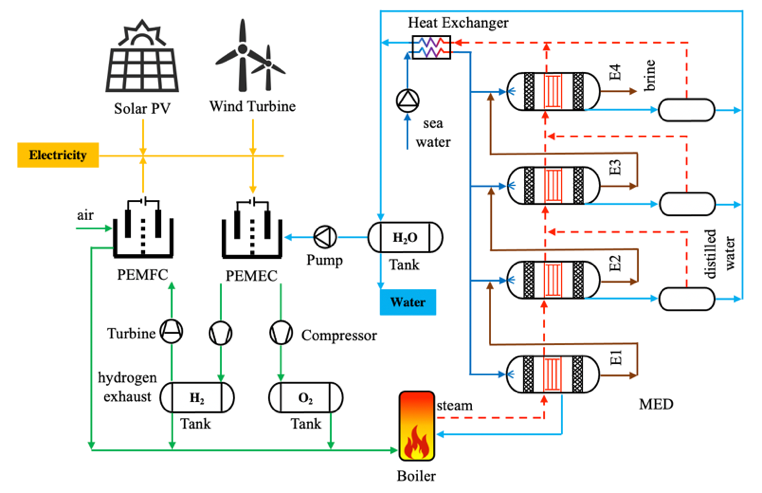 Heat Exchanger
Solar PV
Wind Turbine
sea
water
E4
brine
Electricity
E3
air
H₂O
Tank
Pump
PEMFC
PEMEC
E2
distilled
water
Water
Turbine
Compressor
E1
hydrogen
exhaust
H₂
Tank
O₂
Tank
steam
MED
Boiler